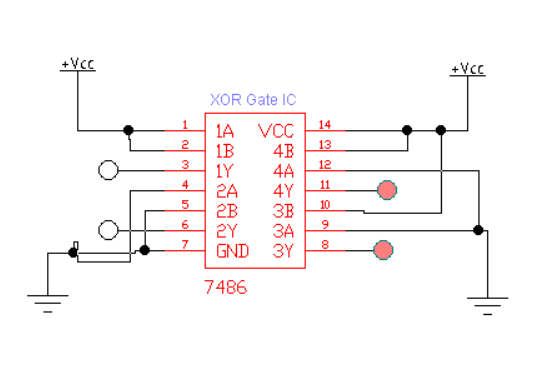 +Vcc
+Vcc
XOR Gate IC
1 1A VCC 14
2 1B 4B 13
3 1Y 4A 12
4 2A 4Y 11
5 2B 3B 10
6 2Y 3A 9
7 GND 3Y 8
7486